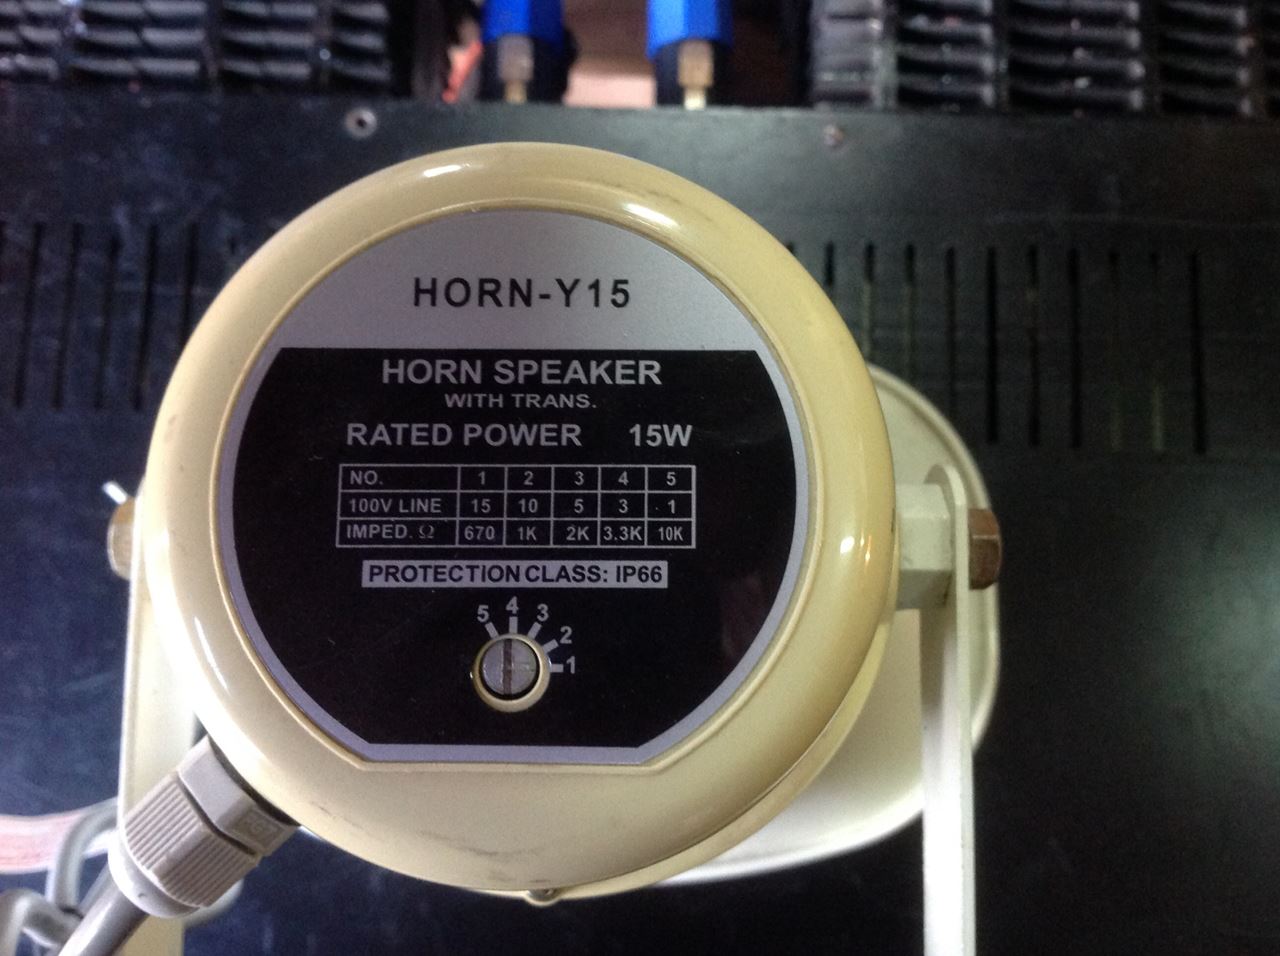 HORN-Y15
HORN SPEAKER
WITH TRANS.
RATED POWER 15W
NO. 1 2 3 4 5
100V LINE 15 10 5 3 1
IMPED. Ω 670 1K 2K 3.3K 10K
PROTECTION CLASS: IP66
5 4 3 2 1